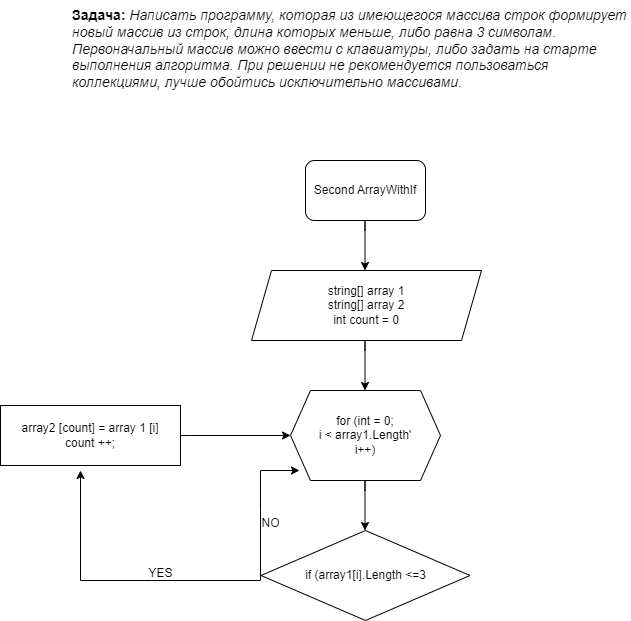 Задача: Написать программу, которая из имеющегося массива строк формирует
новый массив из строк, длина которых меньше, либо равна 3 символам.
Первоначальный массив можно ввести с клавиатуры, либо задать на старте
выполнения алгоритма. При решении не рекомендуется пользоваться
коллекциями, лучше обойтись исключительно массивами.
Second ArrayWithIf
string[] array 1
string[] array 2
int count = 0
for (int = 0;
i < array1.Length'
i++)
array2 [count] = array 1 [i]
count ++;
NO
YES
if (array1[i].Length <=3